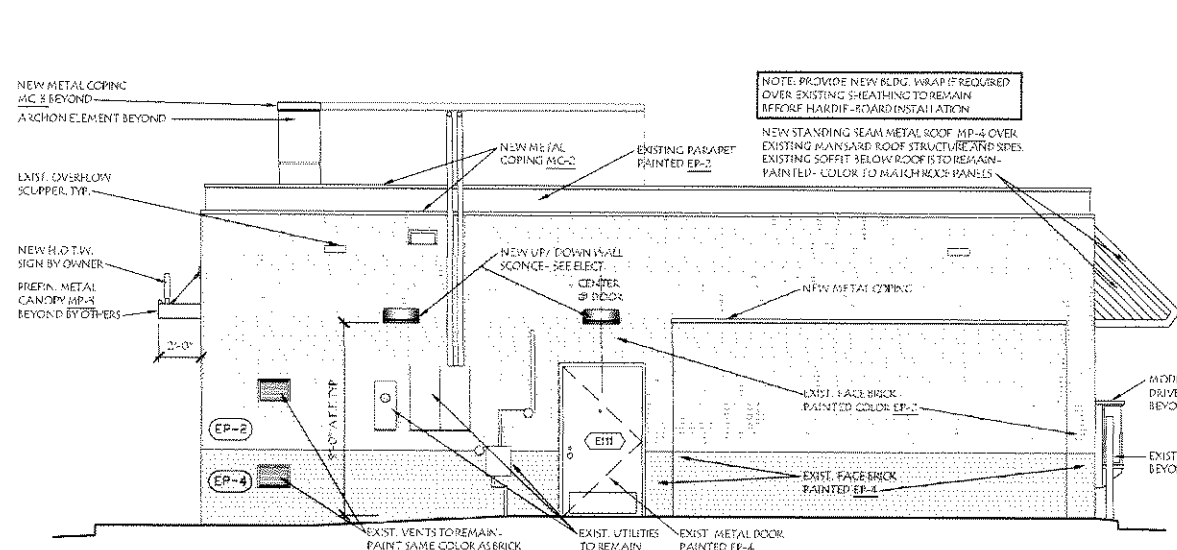 NEW METAL COPING
MC-3 BEYOND
ARCHON ELEMENT BEYOND
EXIST. OVERFLOW
SCUPPER, TYP.
NEW H.O.T.W.
SIGN BY OWNER
PREFIN. METAL
CANOPY MP-3
BEYOND BY OTHERS
2'-0"
NOTE: PROVIDE NEW BLDG. WRAP IF REQUIRED
OVER EXISTING SHEATHING TO REMAIN
BEFORE HARDIE-BOARD INSTALLATION
NEW STANDING SEAM METAL ROOF MP-4 OVER
EXISTING MANSARD ROOF STRUCTURE AND SIDES.
EXISTING SOFFIT BELOW ROOF IS TO REMAIN-
PAINTED- COLOR TO MATCH ROOF PANELS
NEW METAL
COPING MC-2
EXISTING PARAPET
PAINTED EP-2
NEW UP/ DOWN WALL
SCONCE- SEE ELECT.
CENTER
@ DOOR
NEW METAL COPING
A.F.F. TYP.
EP-2
EP-4
E111
EXIST. FACE BRICK
PAINTED COLOR EP-2
EXIST. FACE BRICK
PAINTED EP-4
DRIVE
BEYO
EXIST
BEYO
EXIST. VENTS TO REMAIN-
PAINT SAME COLOR AS BRICK
EXIST. UTILITIES
TO REMAIN
EXIST METAL DOOR
PAINTED EP-4